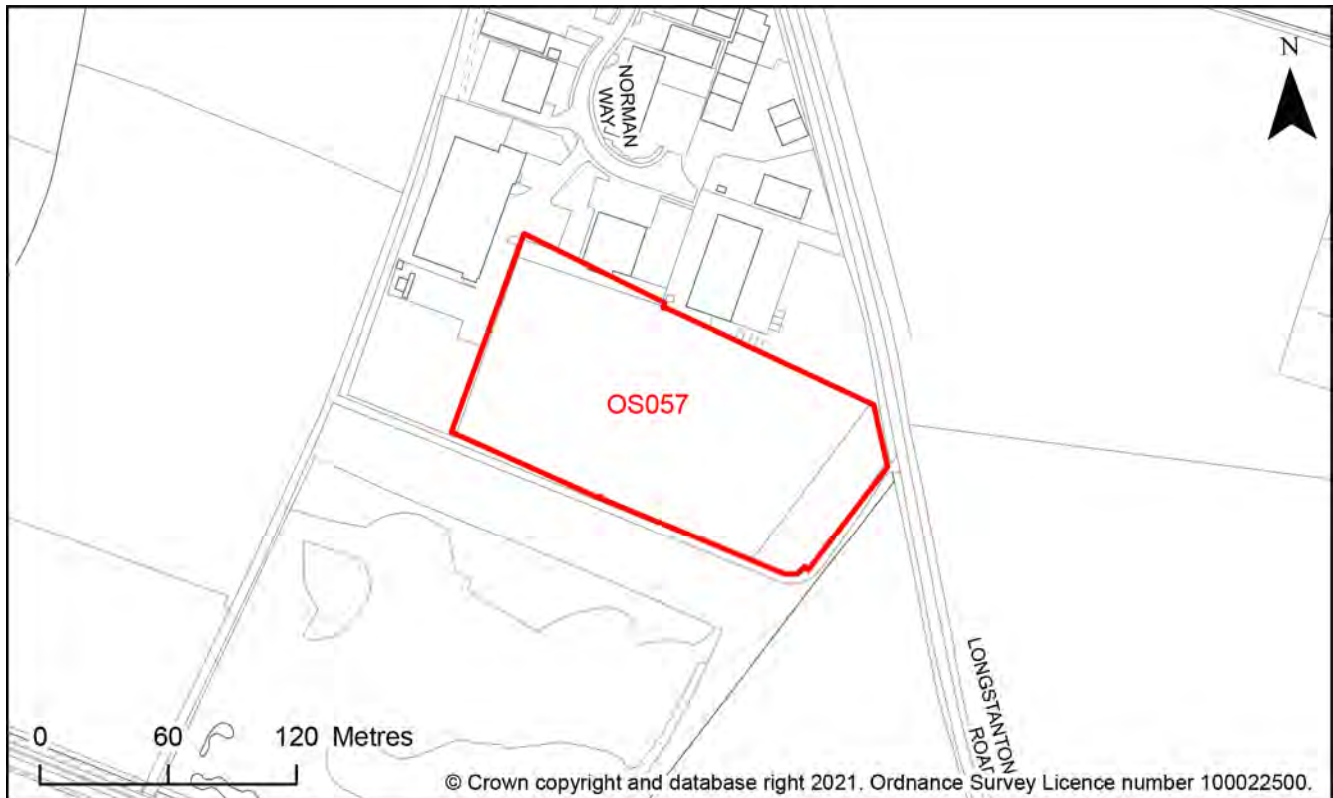 N
NORMAN
WAY
OS057
LONGSTANTON
ROAD
0 60 120 Metres
© Crown copyright and database right 2021. Ordnance Survey Licence number 100022500.